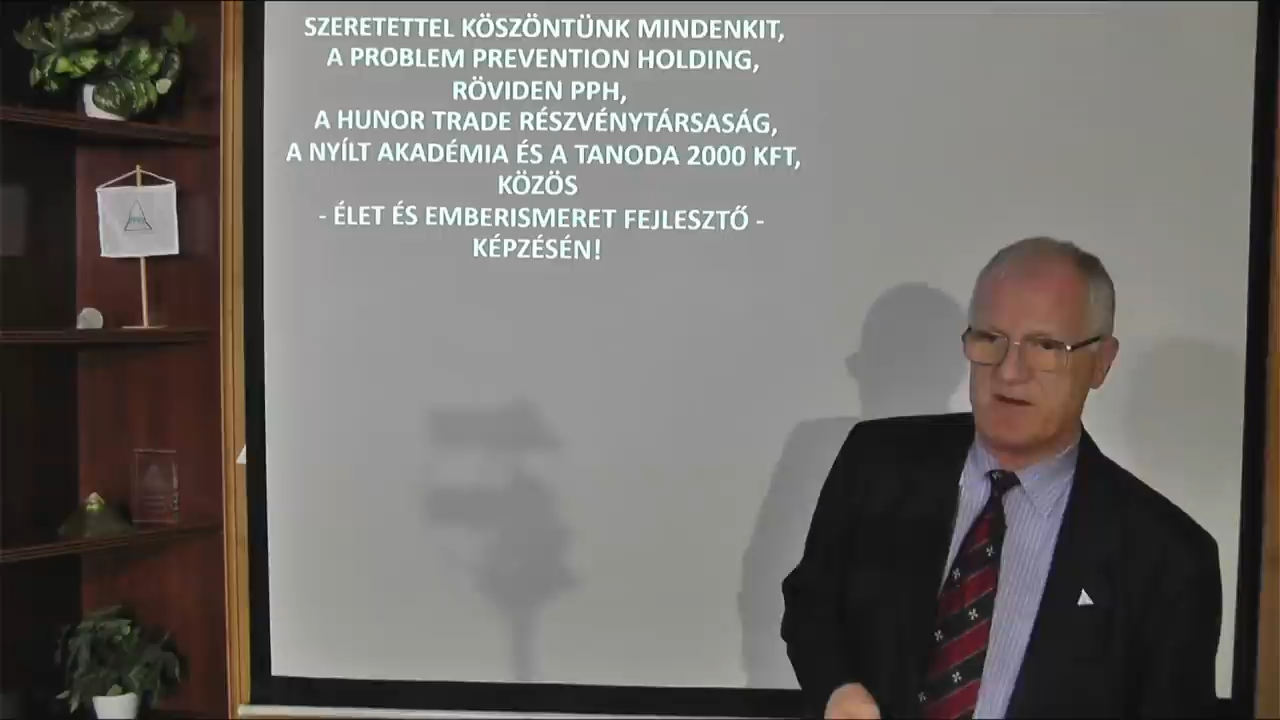 SZERETETTEL KÖSZÖNTÜNK MINDENKIT,
A PROBLEM PREVENTION HOLDING,
RÖVIDEN PPH,
A HUNOR TRADE RÉSZVÉNYTÁRSASÁG,
A NYÍLT AKADÉMIA ÉS A TANODA 2000 KFT,
KÖZÖS
- ÉLET ÉS EMBERISMERET FEJLESZTŐ -
KÉPZÉSÉN!